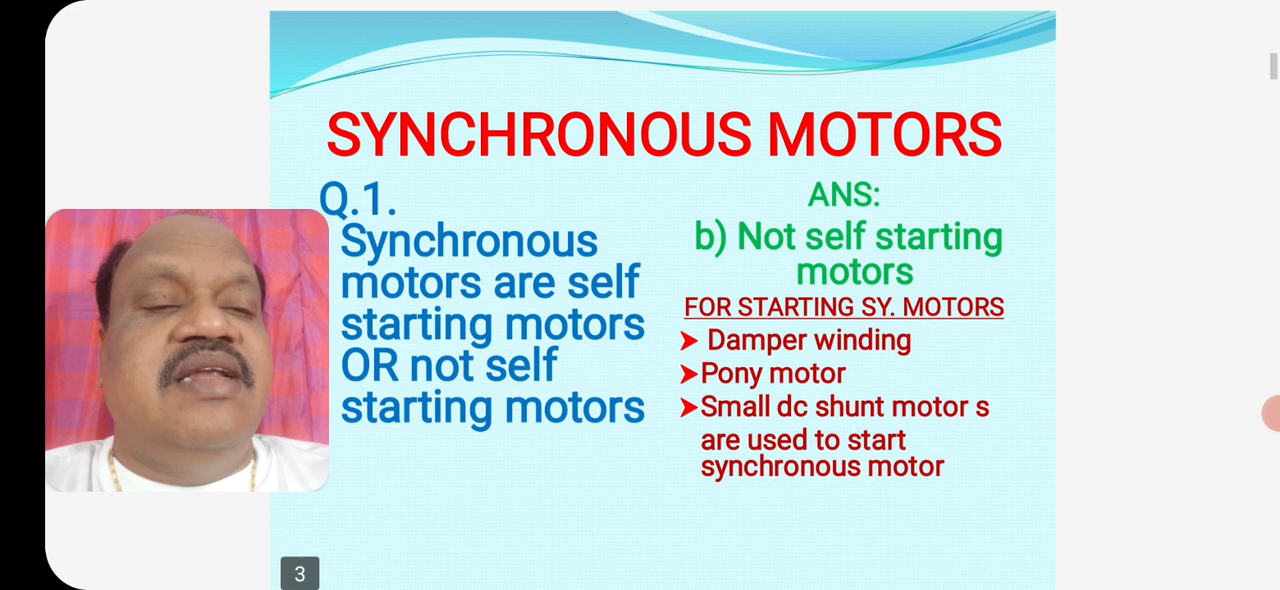 SYNCHRONOUS MOTORS
Q.1.
Synchronous
motors are self
starting motors
OR not self
starting motors
ANS:
b) Not self starting
motors
FOR STARTING SY. MOTORS
➤ Damper winding
➤Pony motor
➤Small dc shunt motor s
are used to start
synchronous motor
3